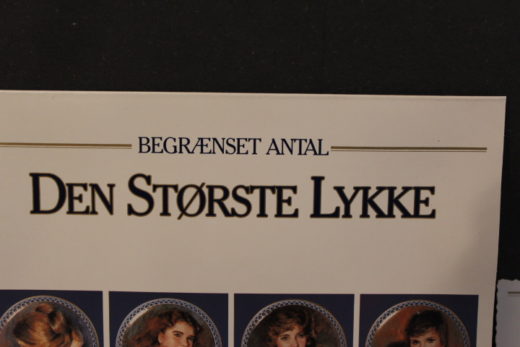 BEGRÆNSET ANTAL
DEN STØRSTE LYKKE